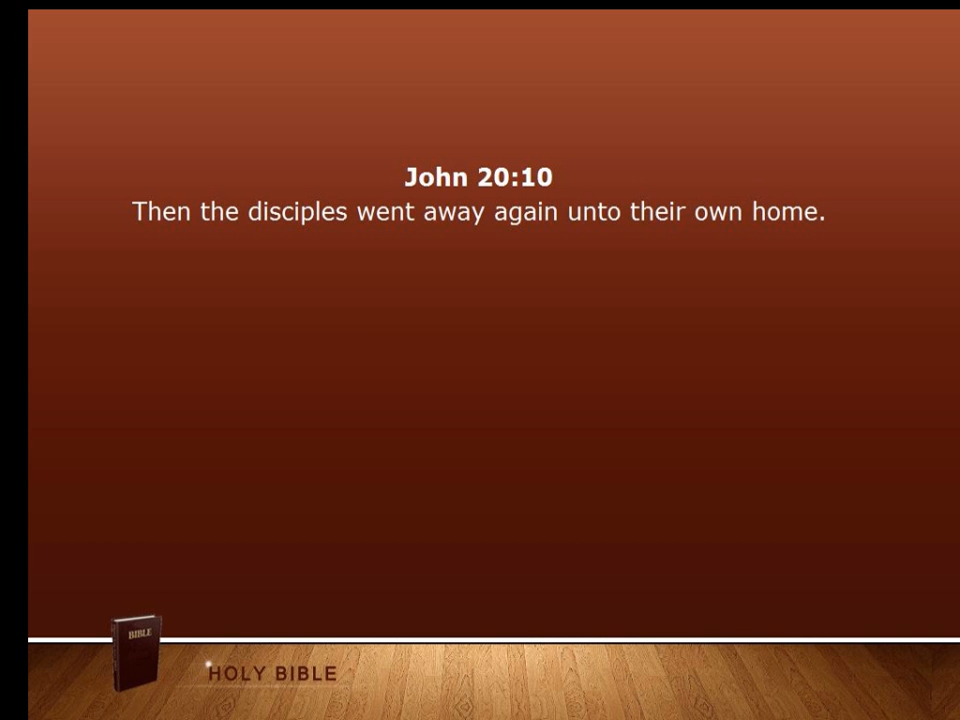 John 20:10
Then the disciples went away again unto their own home.
BIBLE
HOLY BIBLE